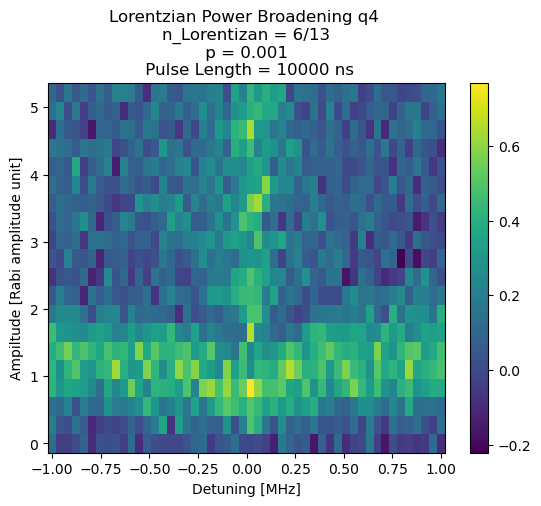 Lorentzian Power Broadening q4
n_Lorentizan = 6/13
p = 0.001
Pulse Length = 10000 ns
5
4
3
2
1
0
Amplitude [Rabi amplitude unit]
−1.00 −0.75 −0.50 −0.25 0.00 0.25 0.50 0.75 1.00
Detuning [MHz]
0.6
0.4
0.2
0.0
−0.2